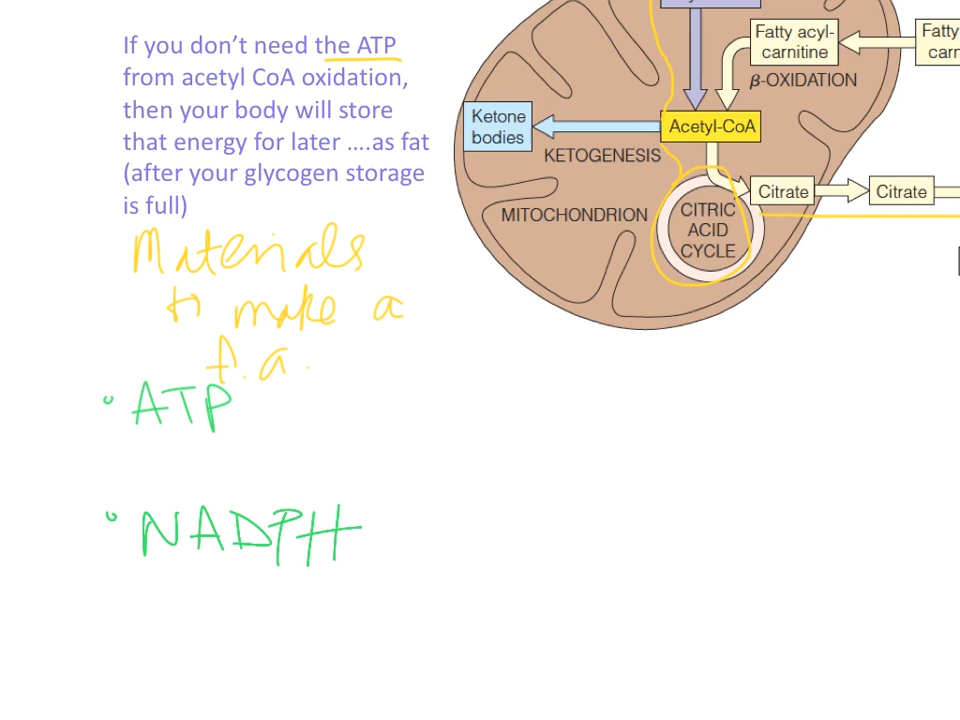 If you don't need the ATP
from acetyl CoA oxidation,
then your body will store
that energy for later ….as fat
(after your glycogen storage
is full)
Materials
to make a
f.a.
• ATP
• NADPH
Fatty acyl-
carnitine
Fatty
carn
β-OXIDATION
Ketone
bodies
Acetyl-CoA
KETOGENESIS
Citrate
Citrate
MITOCHONDRION
CITRIC
ACID
CYCLE